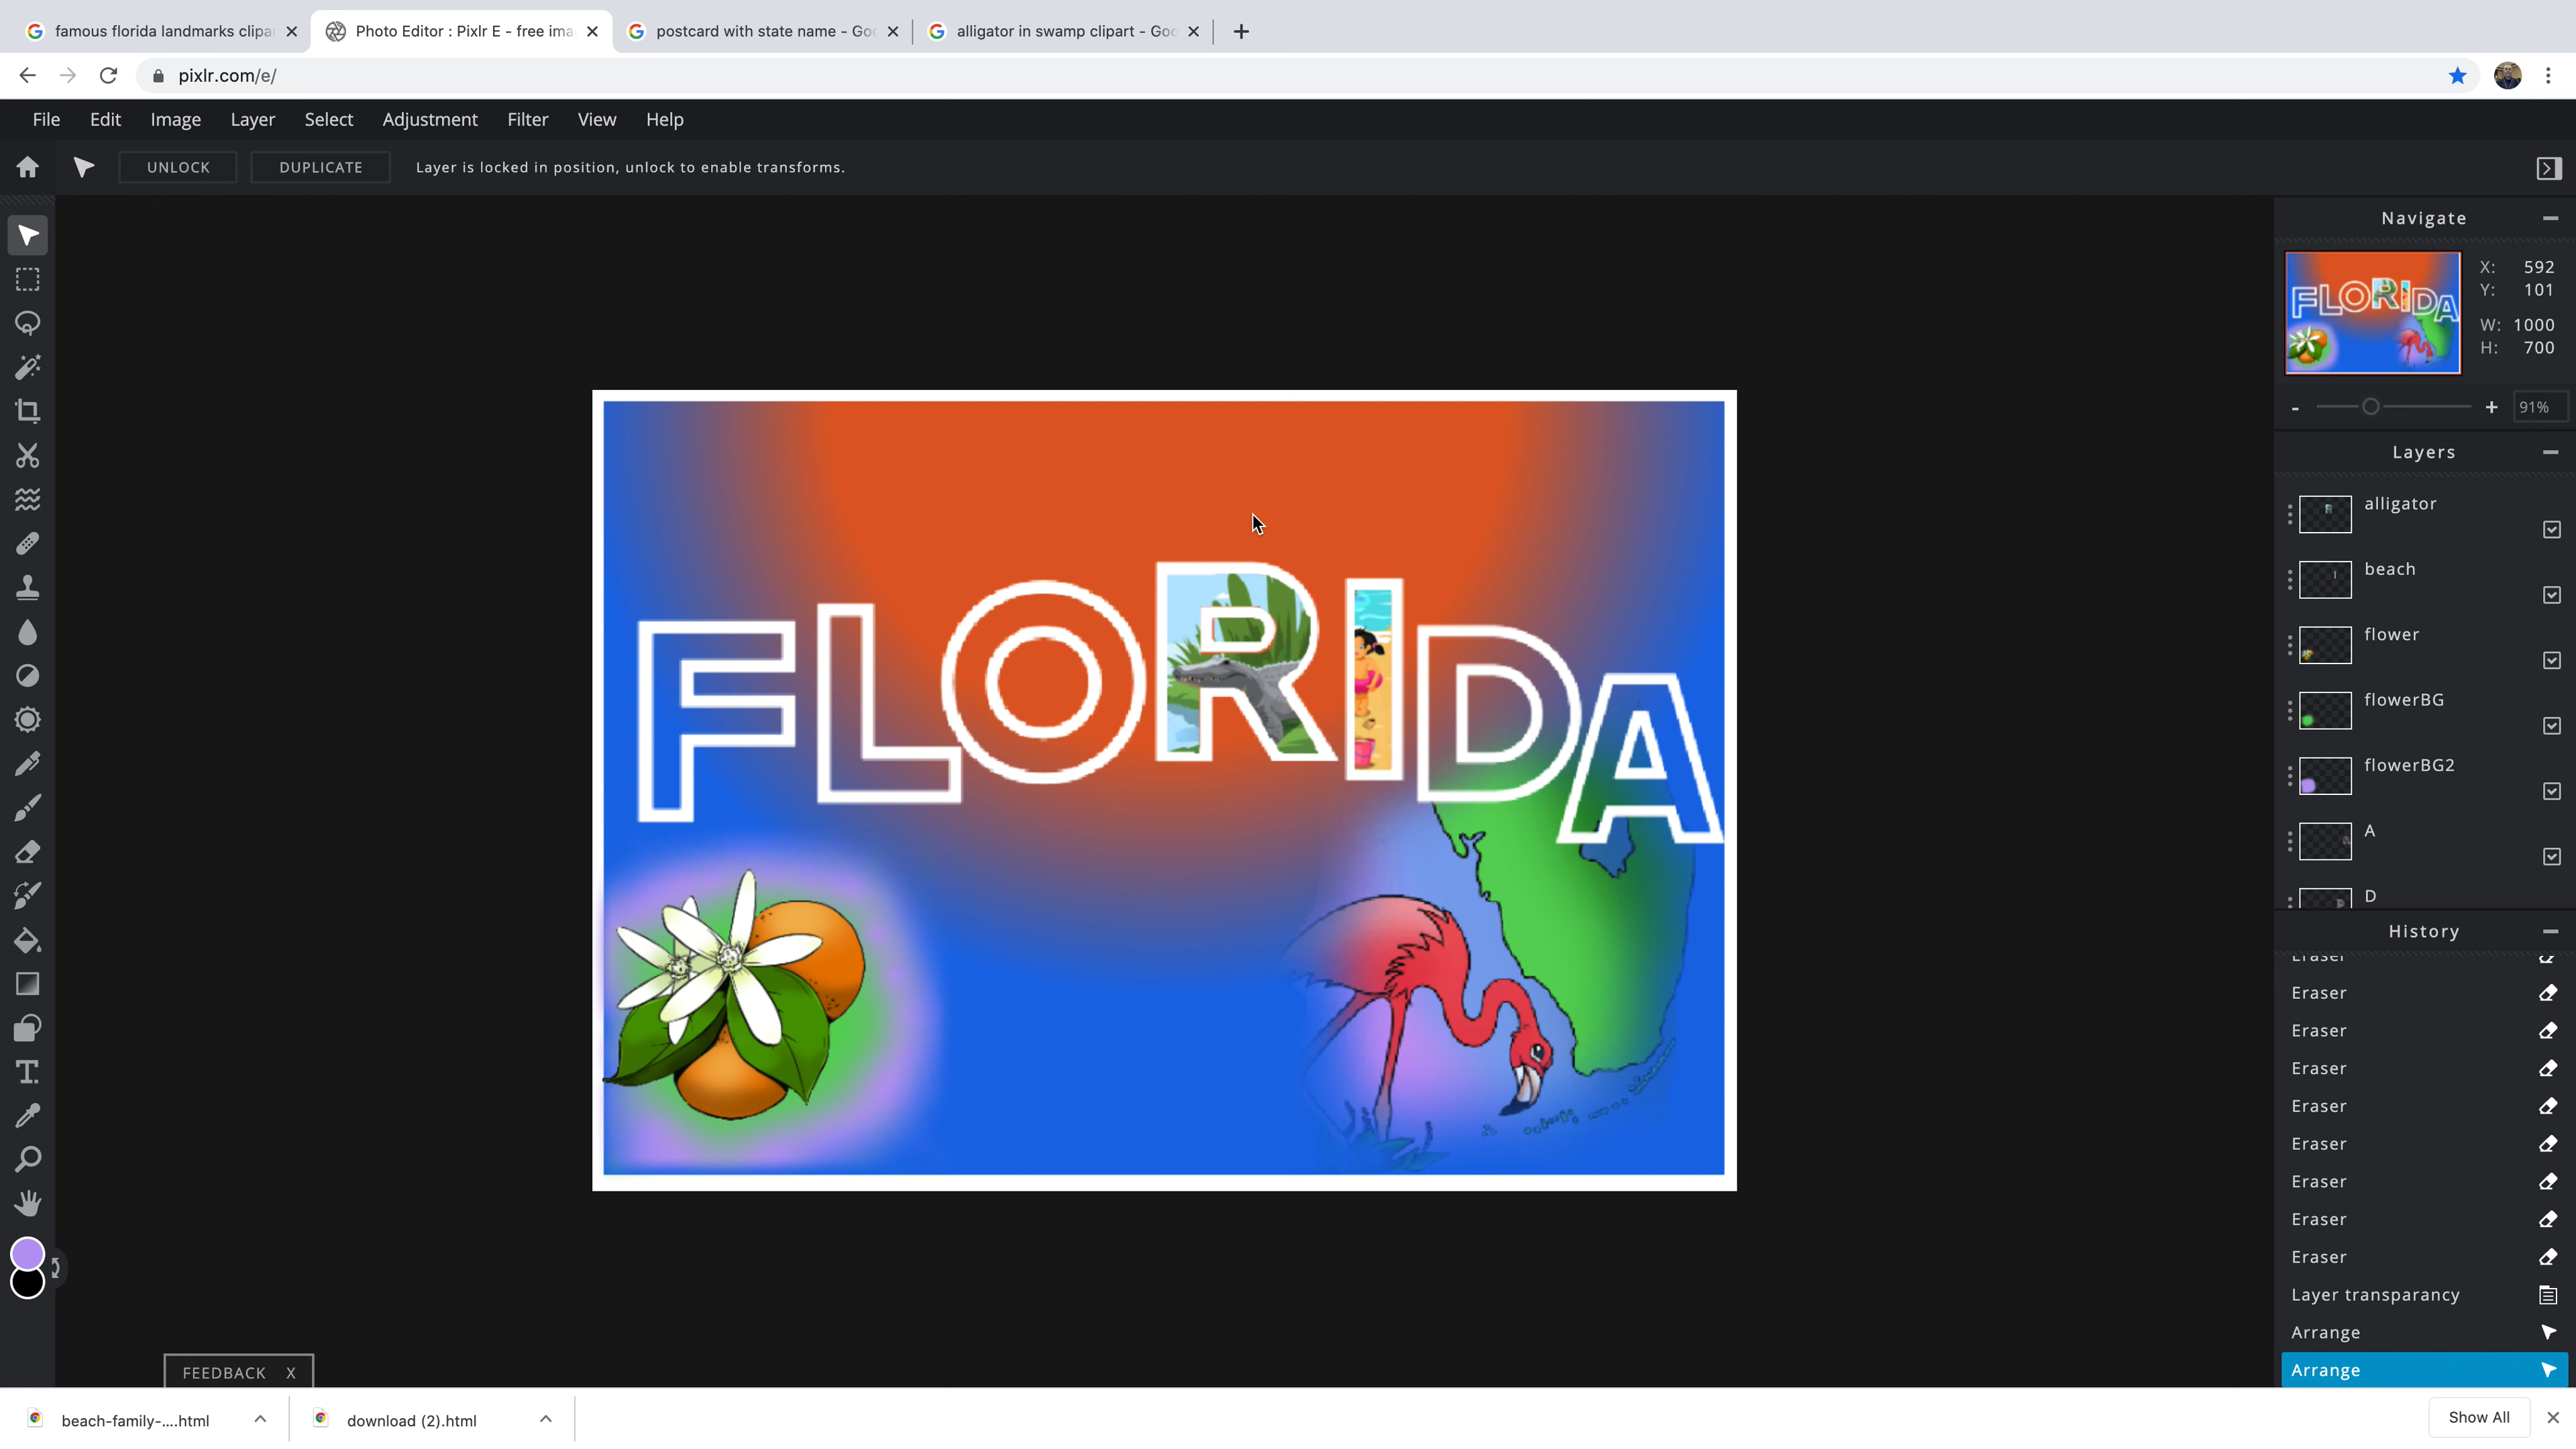 famous florida landmarks clipa
Photo Editor : Pixlr E - free ima
postcard with state name - Goo
alligator in swamp clipart - Goo
pixlr.com/e/
File Edit Image Layer Select Adjustment Filter View Help
UNLOCK DUPLICATE Layer is locked in position, unlock to enable transforms.
Navigate
X: 592
Y: 101
W: 1000
H: 700
- + 91%
Layers
alligator
beach
flower
flowerBG
flowerBG2
A
D
FLORIDA
History
Eraser
Eraser
Eraser
Eraser
Eraser
Eraser
Eraser
Eraser
Eraser
Layer transparancy
Arrange
Arrange
FEEDBACK X
beach-family-....html
download (2).html
Show All